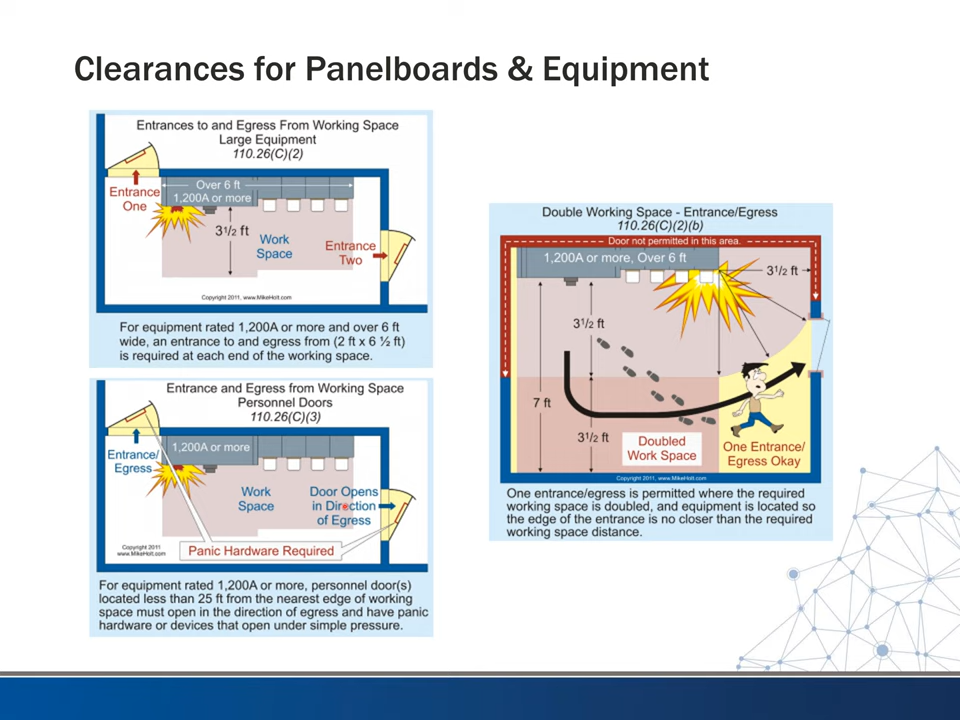 Clearances for Panelboards & Equipment
Entrances to and Egress From Working Space
Large Equipment
110.26(C)(2)
Over 6 ft
1,200A or more
Entrance
One
3 1/2 ft
Work
Space
Entrance
Two
Copyright 2011, www.MikeHolt.com
For equipment rated 1,200A or more and over 6 ft
wide, an entrance to and egress from (2 ft x 6 ½ ft)
is required at each end of the working space.
Entrance and Egress from Working Space
Personnel Doors
110.26(C)(3)
1,200A or more
Entrance/
Egress
Work
Space
Door Opens
in Direction
of Egress
Copyright 2011
www.MikeHolt.com
Panic Hardware Required
For equipment rated 1,200A or more, personnel door(s)
located less than 25 ft from the nearest edge of working
space must open in the direction of egress and have panic
hardware or devices that open under simple pressure.
Double Working Space - Entrance/Egress
110.26(C)(2)(b)
Door not permitted in this area.
1,200A or more, Over 6 ft
3 1/2 ft
3 1/2 ft
7 ft
3 1/2 ft
Doubled
Work Space
One Entrance/
Egress Okay
Copyright 2011, www.MikeHolt.com
One entrance/egress is permitted where the required
working space is doubled, and equipment is located so
the edge of the entrance is no closer than the required
working space distance.